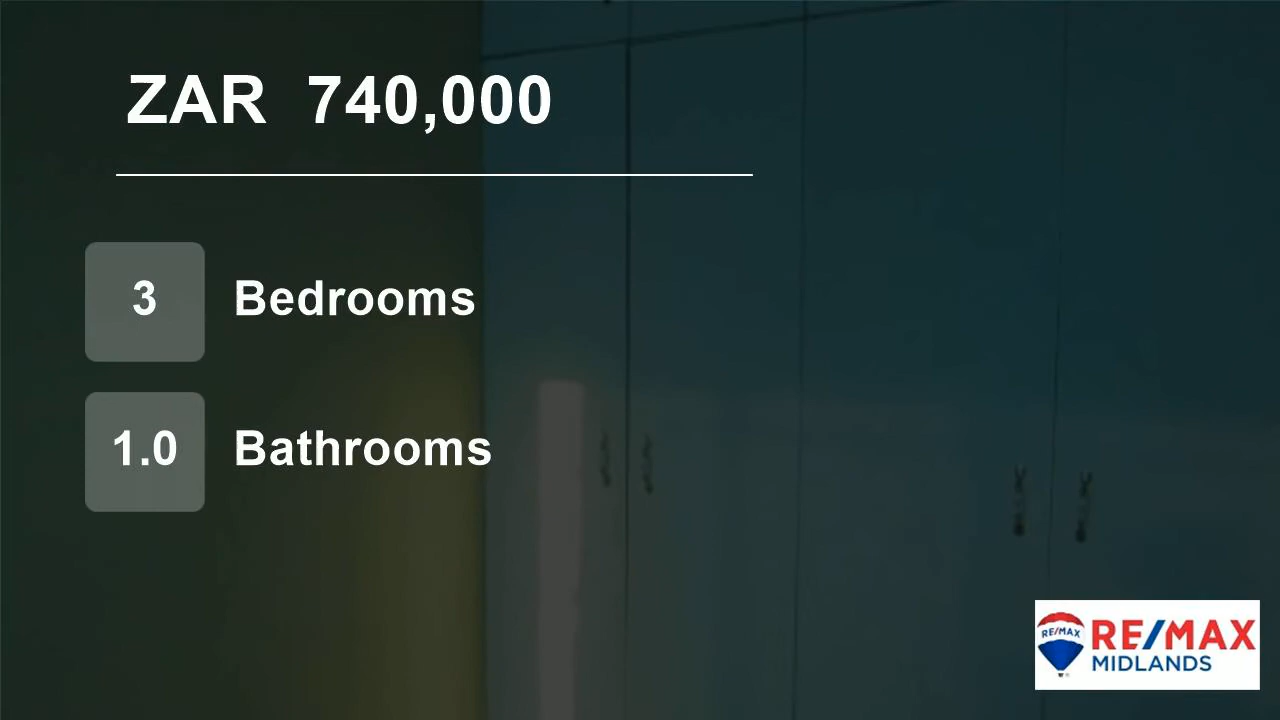 ZAR 740,000
3 Bedrooms
1.0 Bathrooms
RE/MAX
RE/MAX
MIDLANDS